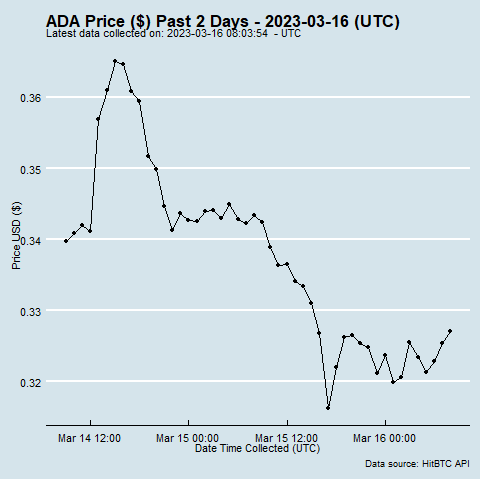 ADA Price ($) Past 2 Days - 2023-03-16 (UTC)
Latest data collected on: 2023-03-16 08:03:54 - UTC
0.36
0.35
0.34
0.33
0.32
Price USD ($)
Mar 14 12:00 Mar 15 00:00 Mar 15 12:00 Mar 16 00:00
Date Time Collected (UTC)
Data source: HitBTC API